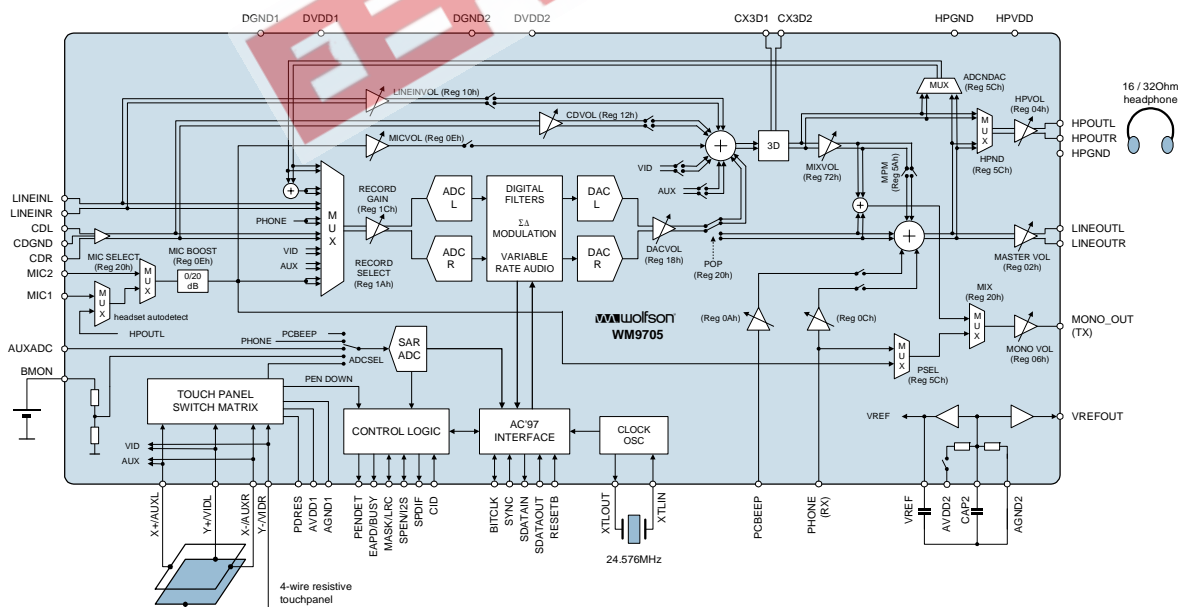 DGND1
DVDD1
DGND2
DVDD2
CX3D1
CX3D2
HPGND
HPVDD
MUX
ADCNDAC
(Reg 5Ch)
LINEINVOL (Reg 10h)
CDVOL (Reg 12h)
MICVOL (Reg 0Eh)
3D
MIXVOL
(Reg 72h)
MPM
(Reg 5Ah)
MUX
HPND
(Reg 5Ch)
HPVOL
(Reg 04h)
HPOUTL
HPOUTR
HPGND
16 / 32Ohm
headphone
VID
AUX
LINEINL
LINEINR
CDL
CDGND
CDR
MIC2
MIC1
PHONE
VID
AUX
MUX
RECORD
GAIN
(Reg 1Ch)
RECORD
SELECT
(Reg 1Ah)
ADC
L
ADC
R
DIGITAL
FILTERS
ΣΔ
MODULATION
VARIABLE
RATE AUDIO
DAC
L
DAC
R
DACVOL
(Reg 18h)
POP
(Reg 20h)
LINEOUTL
LINEOUTR
MASTER VOL
(Reg 02h)
MIC SELECT
(Reg 20h)
MIC BOOST
(Reg 0Eh)
MUX
0/20
dB
MUX
headset autodetect
HPOUTL
wolfson
WM9705
(Reg 0Ah)
(Reg 0Ch)
MIX
(Reg 20h)
MUX
MONO VOL
(Reg 06h)
MONO_OUT
(TX)
MUX
PSEL
(Reg 5Ch)
AUXADC
BMON
PCBEEP
PHONE
ADCSEL
SAR
ADC
PEN DOWN
TOUCH PANEL
SWITCH MATRIX
CONTROL LOGIC
AC'97
INTERFACE
CLOCK
OSC
VREF
VREFOUT
VID
AUX
X+/AUXL
Y+/VIDL
X-/AUXR
Y-/VIDR
PDRES
AVDD1
AGND1
PENDET
EAPD/BUSY
MASK/LRC
SPEN/I2S
SPDIF
CID
BITCLK
SYNC
SDATAIN
SDATAOUT
RESETB
XTLOUT
XTLIN
PCBEEP
PHONE
(RX)
VREF
AVDD2
CAP2
AGND2
24.576MHz
4-wire resistive
touchpanel